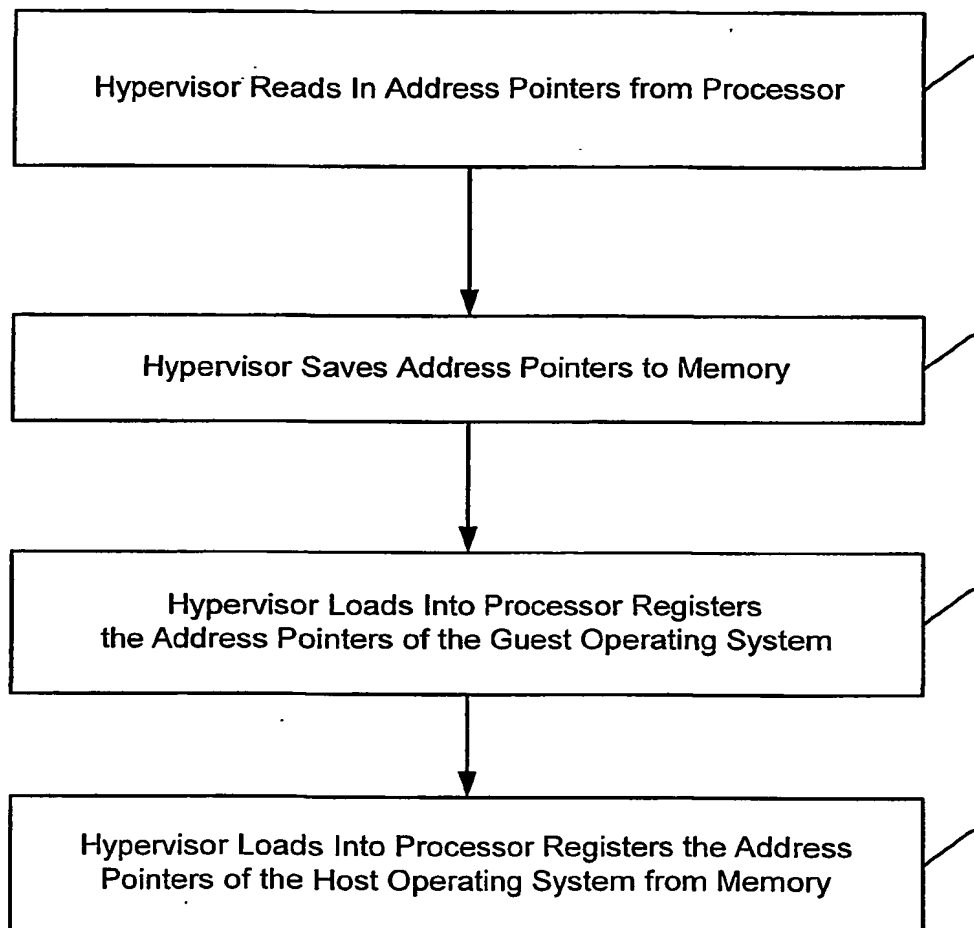 Hypervisor Reads In Address Pointers from Processor
Hypervisor Saves Address Pointers to Memory
Hypervisor Loads Into Processor Registers
the Address Pointers of the Guest Operating System
Hypervisor Loads Into Processor Registers the Address
Pointers of the Host Operating System from Memory